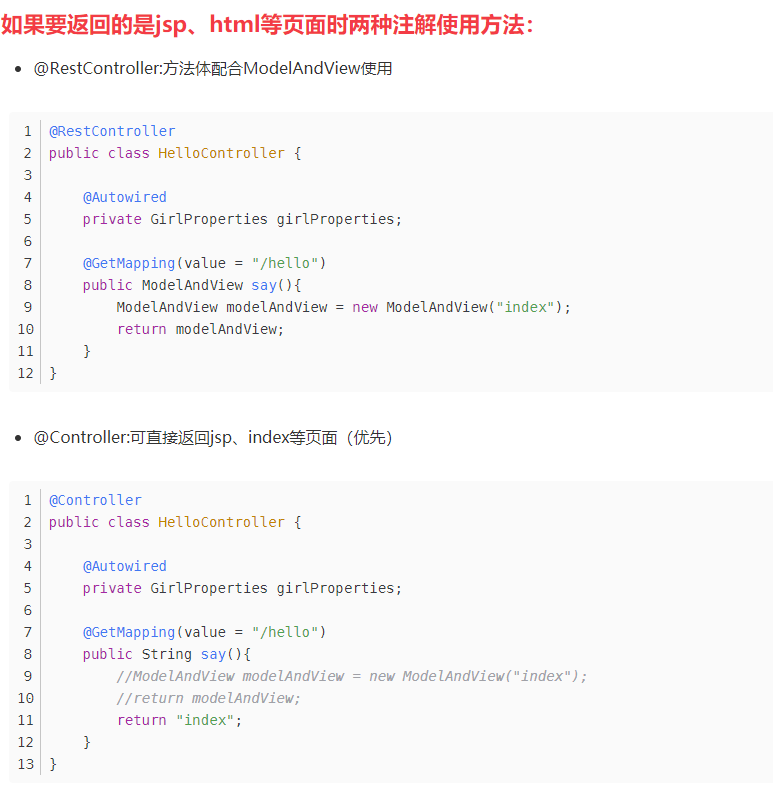 如果要返回的是jsp、html等页面时两种注解使用方法：
@RestController:方法体配合ModelAndView使用
1 @RestController
2 public class HelloController {
3
4     @Autowired
5     private GirlProperties girlProperties;
6
7     @GetMapping(value = "/hello")
8     public ModelAndView say(){
9         ModelAndView modelAndView = new ModelAndView("index");
10         return modelAndView;
11     }
12 }
@Controller:可直接返回jsp、index等页面（优先）
1 @Controller
2 public class HelloController {
3
4     @Autowired
5     private GirlProperties girlProperties;
6
7     @GetMapping(value = "/hello")
8     public String say(){
9         //ModelAndView modelAndView = new ModelAndView("index");
10         //return modelAndView;
11         return "index";
12     }
13 }